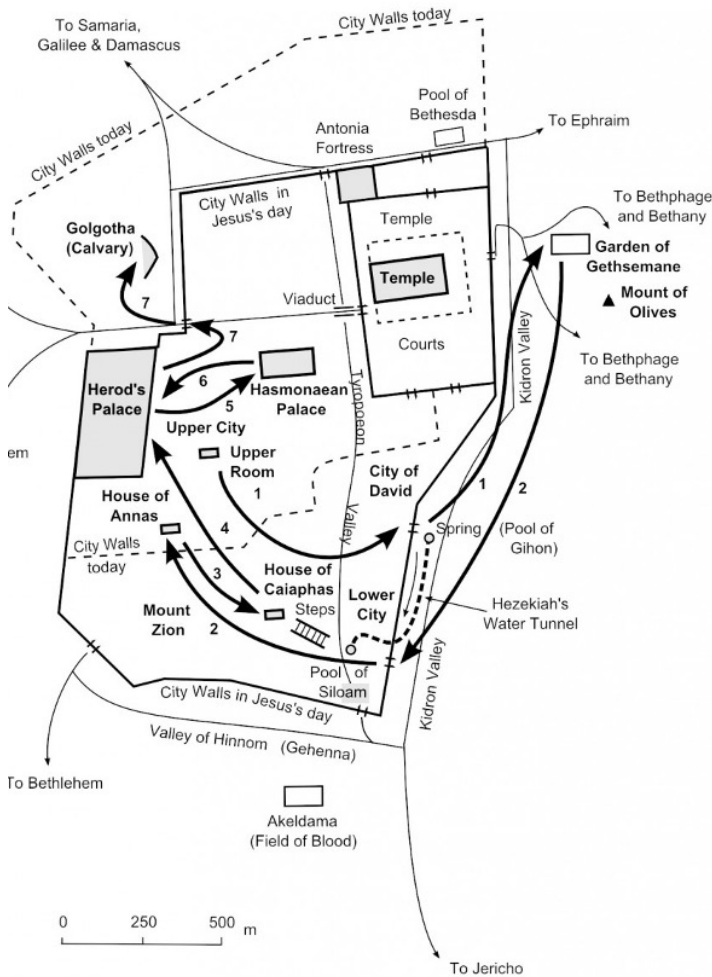 City Walls today
To Samaria,
Galilee & Damascus
City Walls today
Pool of
Bethesda
To Ephraim
Antonia
Fortress
City Walls in
Jesus's day
To Bethphage
and Bethany
Golgotha
(Calvary)
Temple
Garden of
Gethsemane
Temple
Mount of
Olives
7
Viaduct
7
Courts
Kidron Valley
To Bethphage
and Bethany
6
Herod's
Palace
Hasmonaean
Palace
5
Tyropoeon
Upper City
em
Upper
Room
City of
David
House of
Annas
1
1
2
4
Valley
Spring
(Pool of
Gihon)
City Walls
today
3
House of
Caiaphas
Lower
City
Hezekiah's
Water Tunnel
Mount
Zion
2
Steps
Kidron Valley
Pool of
Siloam
City Walls in Jesus's day
Valley of Hinnom (Gehenna)
To Bethlehem
Akeldama
(Field of Blood)
0 250 500 m
To Jericho